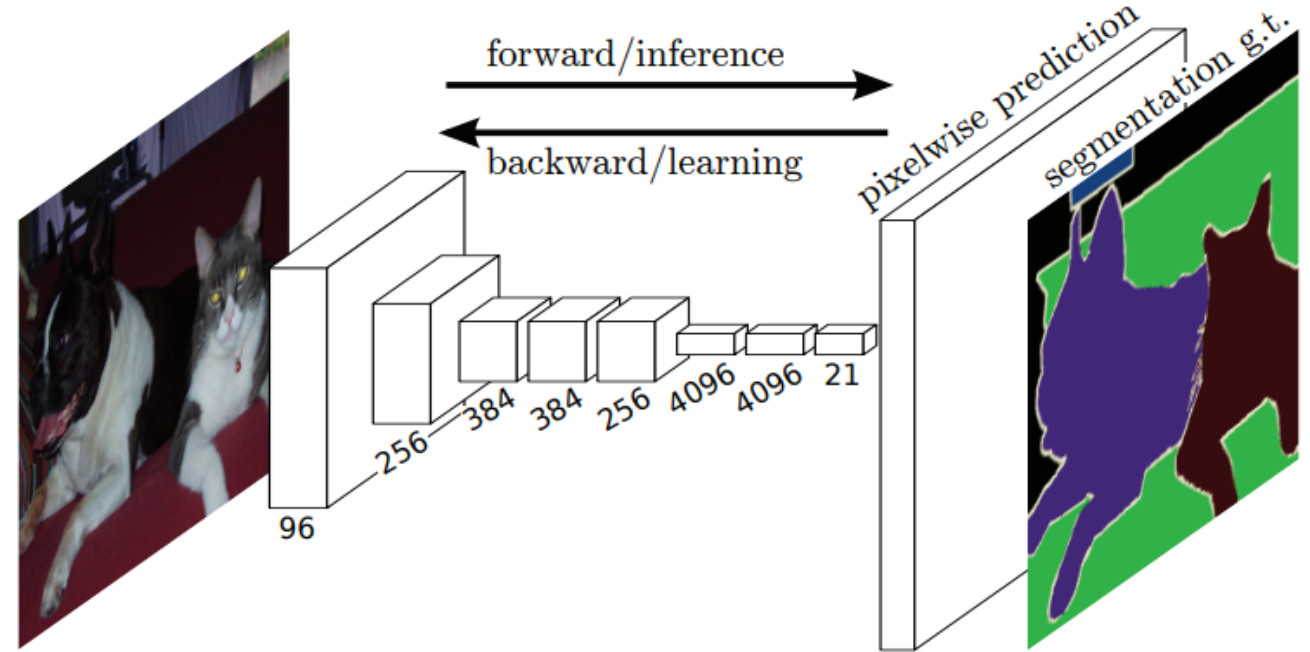 forward/inference
backward/learning
pixelwise prediction
segmentation g.t.
96
256
384
384
256
4096
4096
21